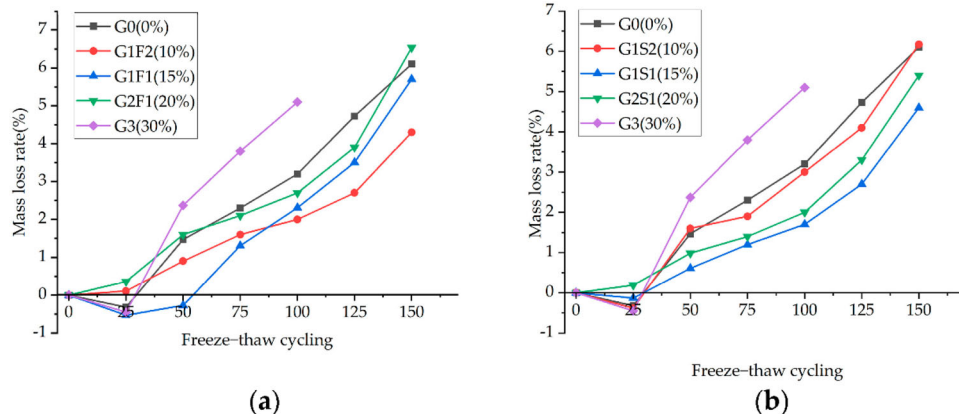 7
6
5
4
3
2
1
0
-1
Mass loss rate(%)
G0(0%)
G1F2(10%)
G1F1(15%)
G2F1(20%)
G3(30%)
0 25 50 75 100 125 150
Freeze−thaw cycling
(a)
7
6
5
4
3
2
1
0
-1
Mass loss rate(%)
G0(0%)
G1S2(10%)
G1S1(15%)
G2S1(20%)
G3(30%)
0 25 50 75 100 125 150
Freeze−thaw cycling
(b)